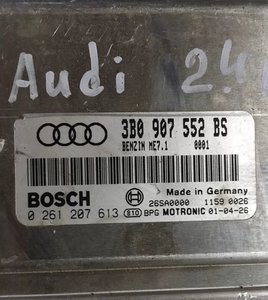 Audi 2.4
3B0 907 552 BS
BENZIN ME7.1 0001
BOSCH
Made in Germany
26SA0000 1159 0026
0 261 207 613 810 BPG MOTRONIC 01-04-26